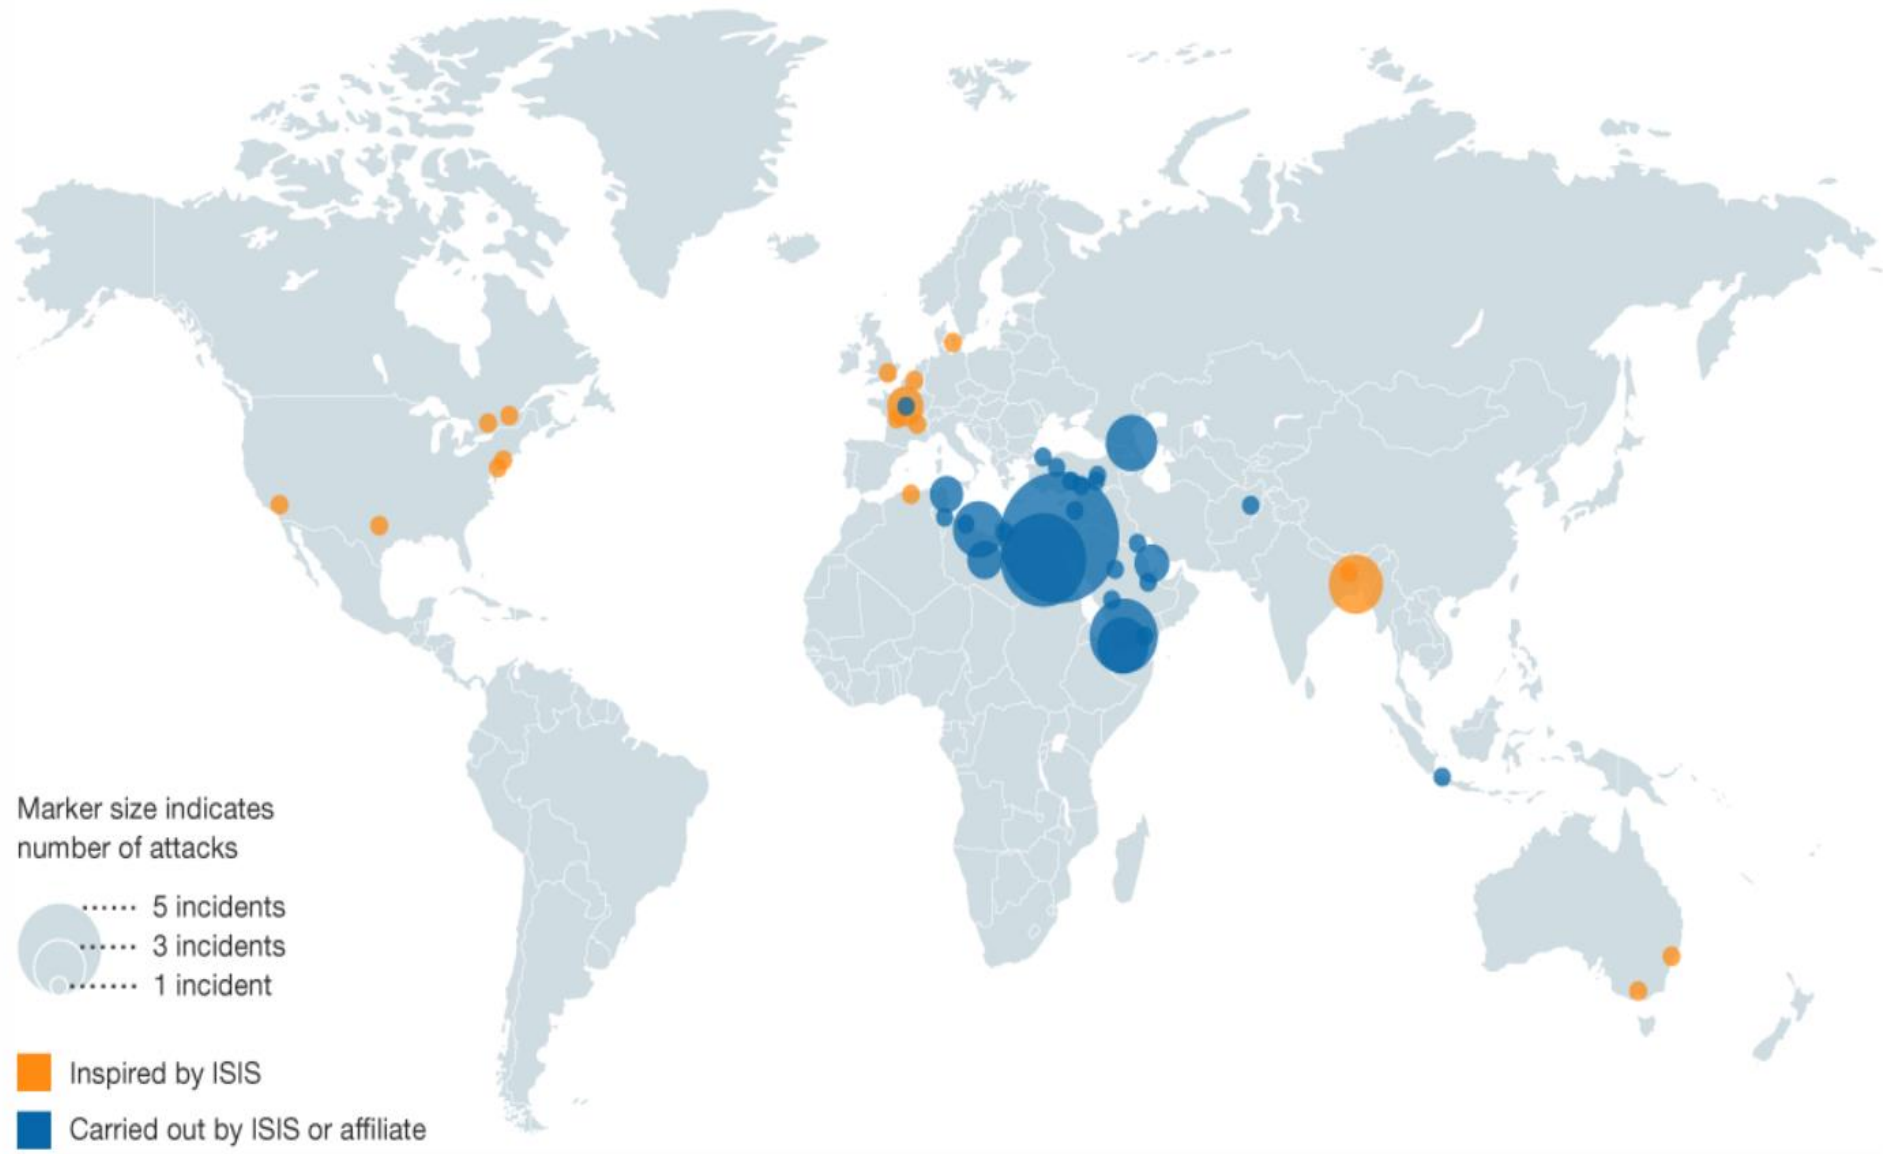 Marker size indicates
number of attacks
5 incidents
3 incidents
1 incident
Inspired by ISIS
Carried out by ISIS or affiliate